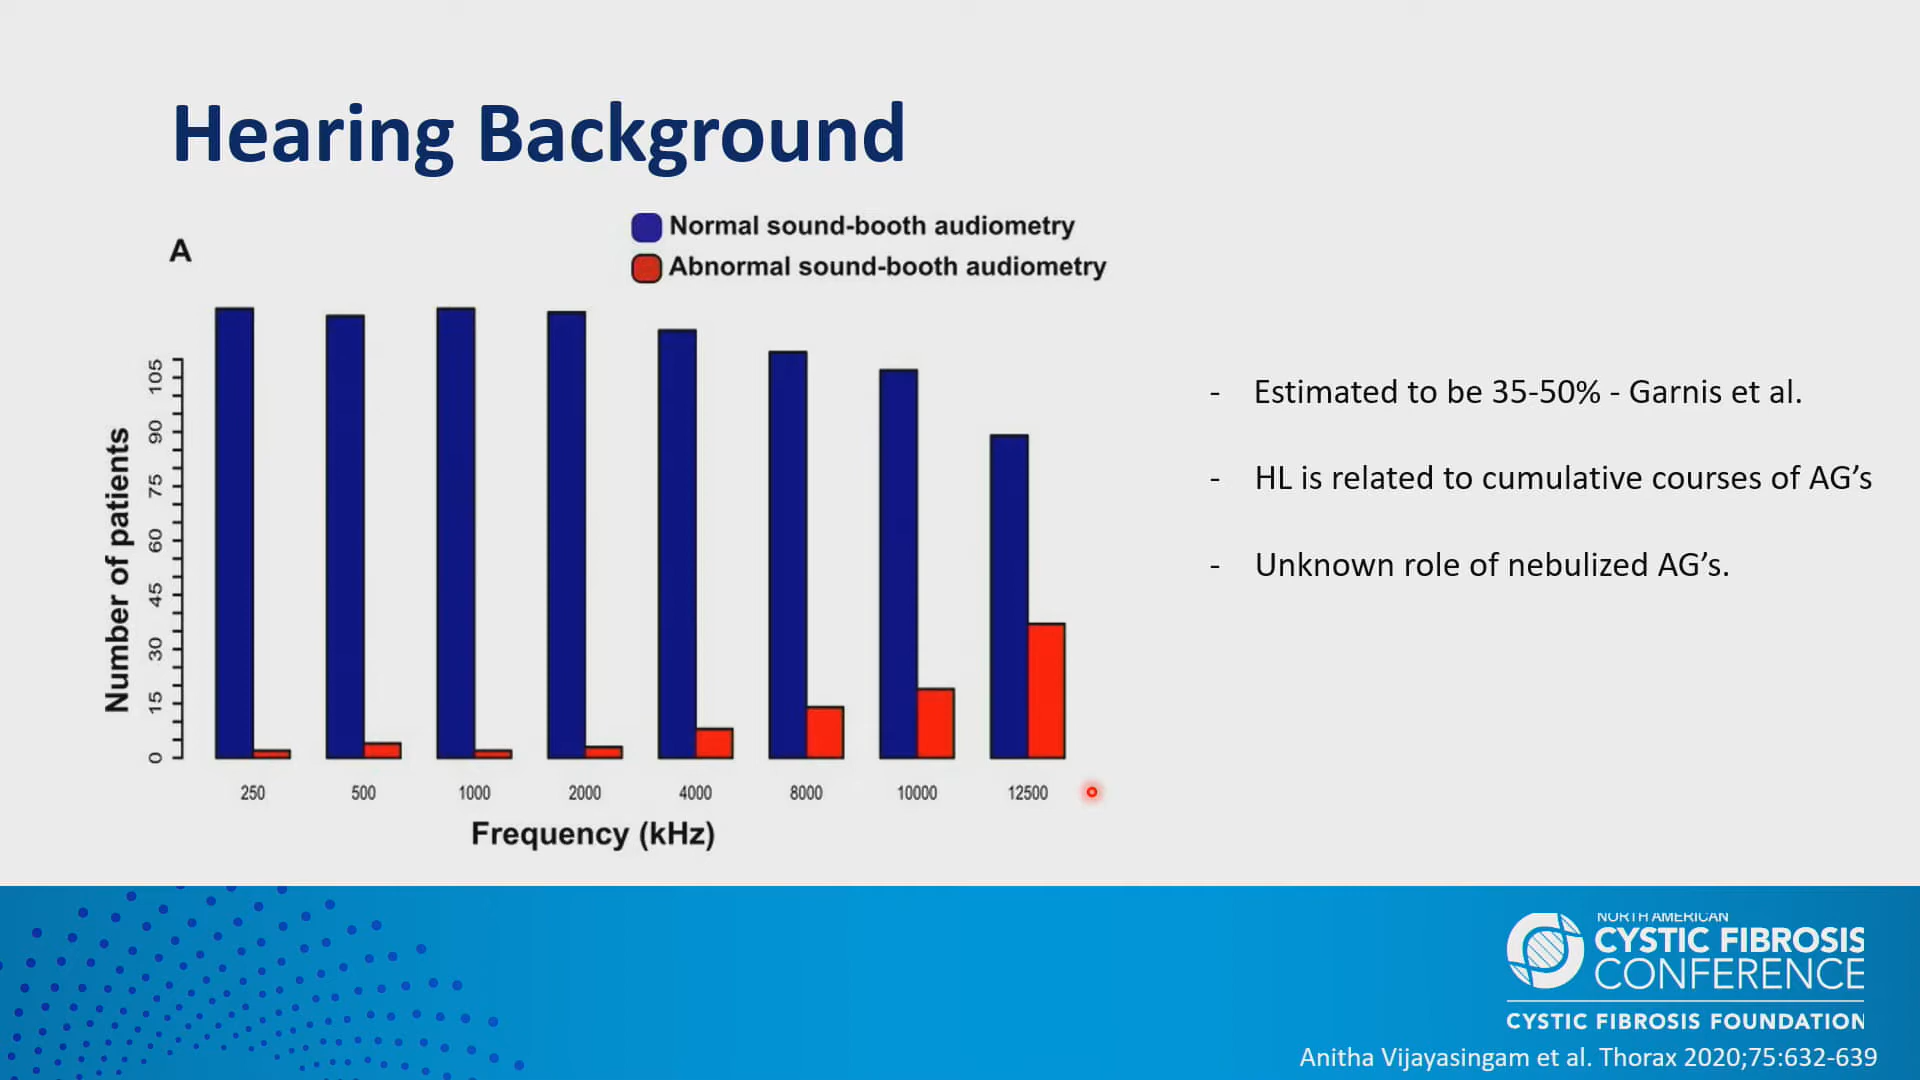 Hearing Background
A
Normal sound-booth audiometry
Abnormal sound-booth audiometry
Number of patients
105
90
75
60
45
30
15
0
250 500 1000 2000 4000 8000 10000 12500
Frequency (kHz)
- Estimated to be 35-50% - Garnis et al.
- HL is related to cumulative courses of AG’s
- Unknown role of nebulized AG’s.
NORTH AMERICAN
CYSTIC FIBROSIS
CONFERENCE
CYSTIC FIBROSIS FOUNDATION
Anitha Vijayasingam et al. Thorax 2020;75:632-639